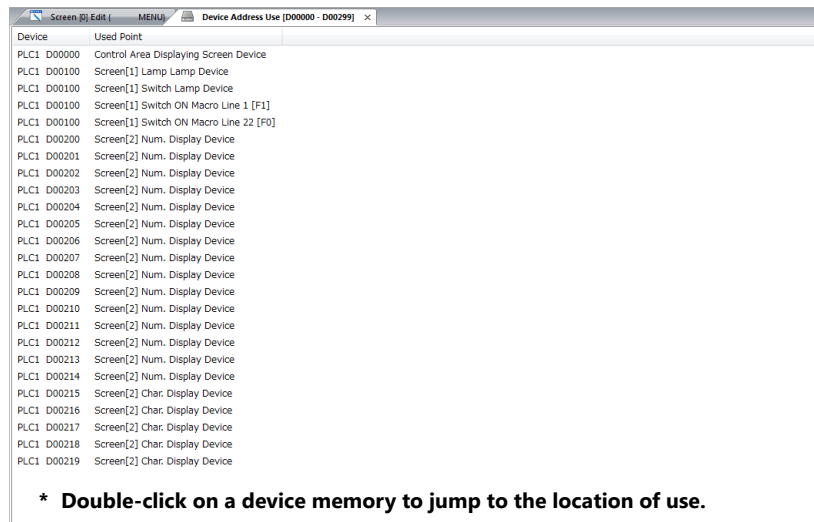 Screen [0] Edit ( MENU) Device Address Use [D00000 - D00299] ×
Device Used Point
PLC1 D00000 Control Area Displaying Screen Device
PLC1 D00100 Screen[1] Lamp Lamp Device
PLC1 D00100 Screen[1] Switch Lamp Device
PLC1 D00100 Screen[1] Switch ON Macro Line 1 [F1]
PLC1 D00100 Screen[1] Switch ON Macro Line 22 [F0]
PLC1 D00200 Screen[2] Num. Display Device
PLC1 D00201 Screen[2] Num. Display Device
PLC1 D00202 Screen[2] Num. Display Device
PLC1 D00203 Screen[2] Num. Display Device
PLC1 D00204 Screen[2] Num. Display Device
PLC1 D00205 Screen[2] Num. Display Device
PLC1 D00206 Screen[2] Num. Display Device
PLC1 D00207 Screen[2] Num. Display Device
PLC1 D00208 Screen[2] Num. Display Device
PLC1 D00209 Screen[2] Num. Display Device
PLC1 D00210 Screen[2] Num. Display Device
PLC1 D00211 Screen[2] Num. Display Device
PLC1 D00212 Screen[2] Num. Display Device
PLC1 D00213 Screen[2] Num. Display Device
PLC1 D00214 Screen[2] Num. Display Device
PLC1 D00215 Screen[2] Char. Display Device
PLC1 D00216 Screen[2] Char. Display Device
PLC1 D00217 Screen[2] Char. Display Device
PLC1 D00218 Screen[2] Char. Display Device
PLC1 D00219 Screen[2] Char. Display Device
* Double-click on a device memory to jump to the location of use.